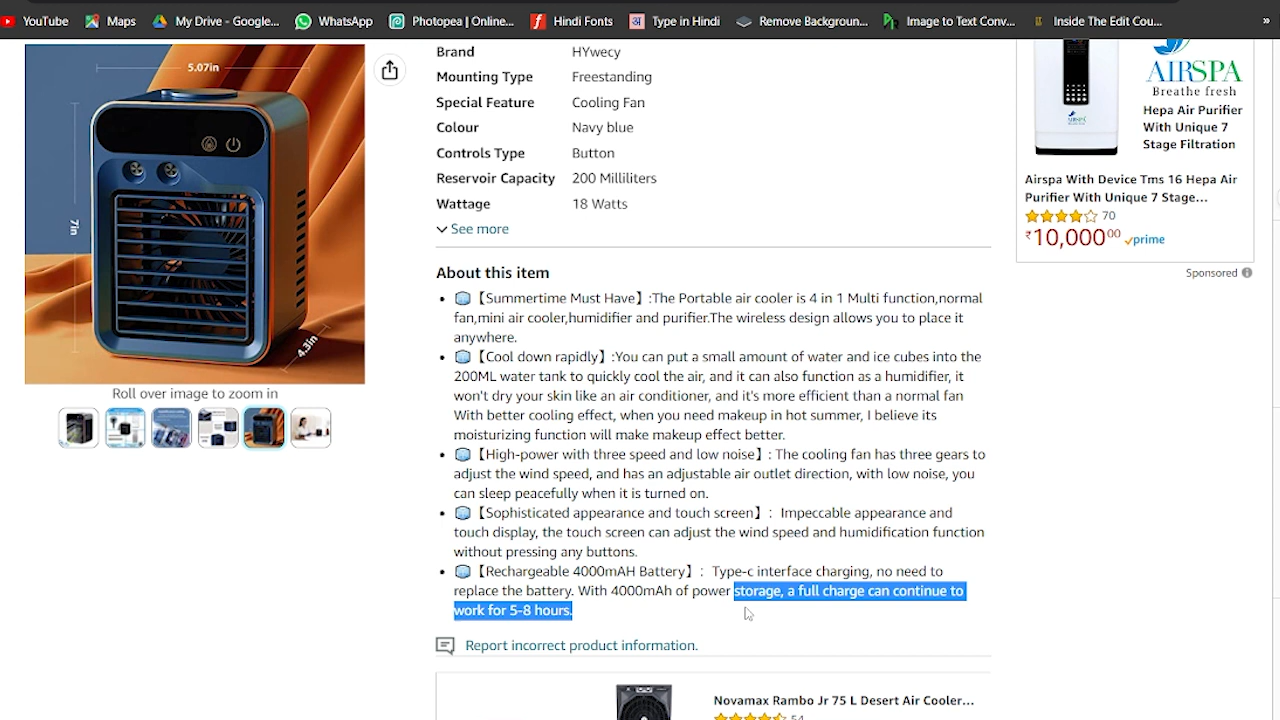 YouTube Maps My Drive - Google... WhatsApp Photopea | Online... Hindi Fonts Type in Hindi Remove Backgroun... Image to Text Conv... Inside The Edit Cou... »
5.07in
7in
4.3in
Roll over image to zoom in
Brand HYwecy
Mounting Type Freestanding
Special Feature Cooling Fan
Colour Navy blue
Controls Type Button
Reservoir Capacity 200 Milliliters
Wattage 18 Watts
See more
About this item
• 【Summertime Must Have】:The Portable air cooler is 4 in 1 Multi function,normal
fan,mini air cooler,humidifier and purifier.The wireless design allows you to place it
anywhere.
• 【Cool down rapidly】:You can put a small amount of water and ice cubes into the
200ML water tank to quickly cool the air, and it can also function as a humidifier, it
won't dry your skin like an air conditioner, and it's more efficient than a normal fan
With better cooling effect, when you need makeup in hot summer, I believe its
moisturizing function will make makeup effect better.
• 【High-power with three speed and low noise】: The cooling fan has three gears to
adjust the wind speed, and has an adjustable air outlet direction, with low noise, you
can sleep peacefully when it is turned on.
• 【Sophisticated appearance and touch screen】： Impeccable appearance and
touch display, the touch screen can adjust the wind speed and humidification function
without pressing any buttons.
• 【Rechargeable 4000mAH Battery】： Type-c interface charging, no need to
replace the battery. With 4000mAh of power storage, a full charge can continue to
work for 5-8 hours.
Report incorrect product information.
Novamax Rambo Jr 75 L Desert Air Cooler...
54
AIRSPA
Breathe fresh
Hepa Air Purifier
With Unique 7
Stage Filtration
Airspa With Device Tms 16 Hepa Air
Purifier With Unique 7 Stage...
70
₹10,000⁰⁰ prime
Sponsored